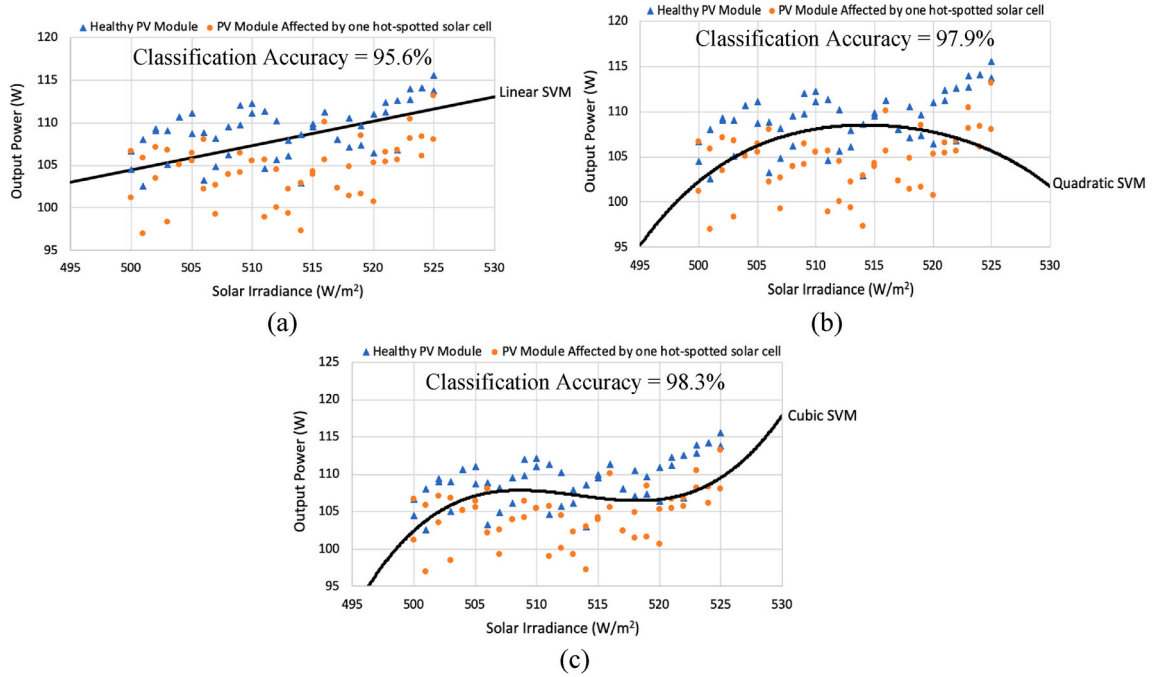 ▲ Healthy PV Module ● PV Module Affected by one hot-spotted solar cell
Classification Accuracy = 95.6%
Linear SVM
Output Power (W)
120
115
110
105
100
95
495 500 505 510 515 520 525 530
Solar Irradiance (W/m²)
(a)
▲ Healthy PV Module ● PV Module Affected by one hot-spotted solar cell
Classification Accuracy = 97.9%
Quadratic SVM
Output Power (W)
120
115
110
105
100
95
495 500 505 510 515 520 525 530
Solar Irradiance (W/m²)
(b)
▲ Healthy PV Module ● PV Module Affected by one hot-spotted solar cell
Classification Accuracy = 98.3%
Cubic SVM
Output Power (W)
120
115
110
105
100
95
495 500 505 510 515 520 525 530
Solar Irradiance (W/m²)
(c)